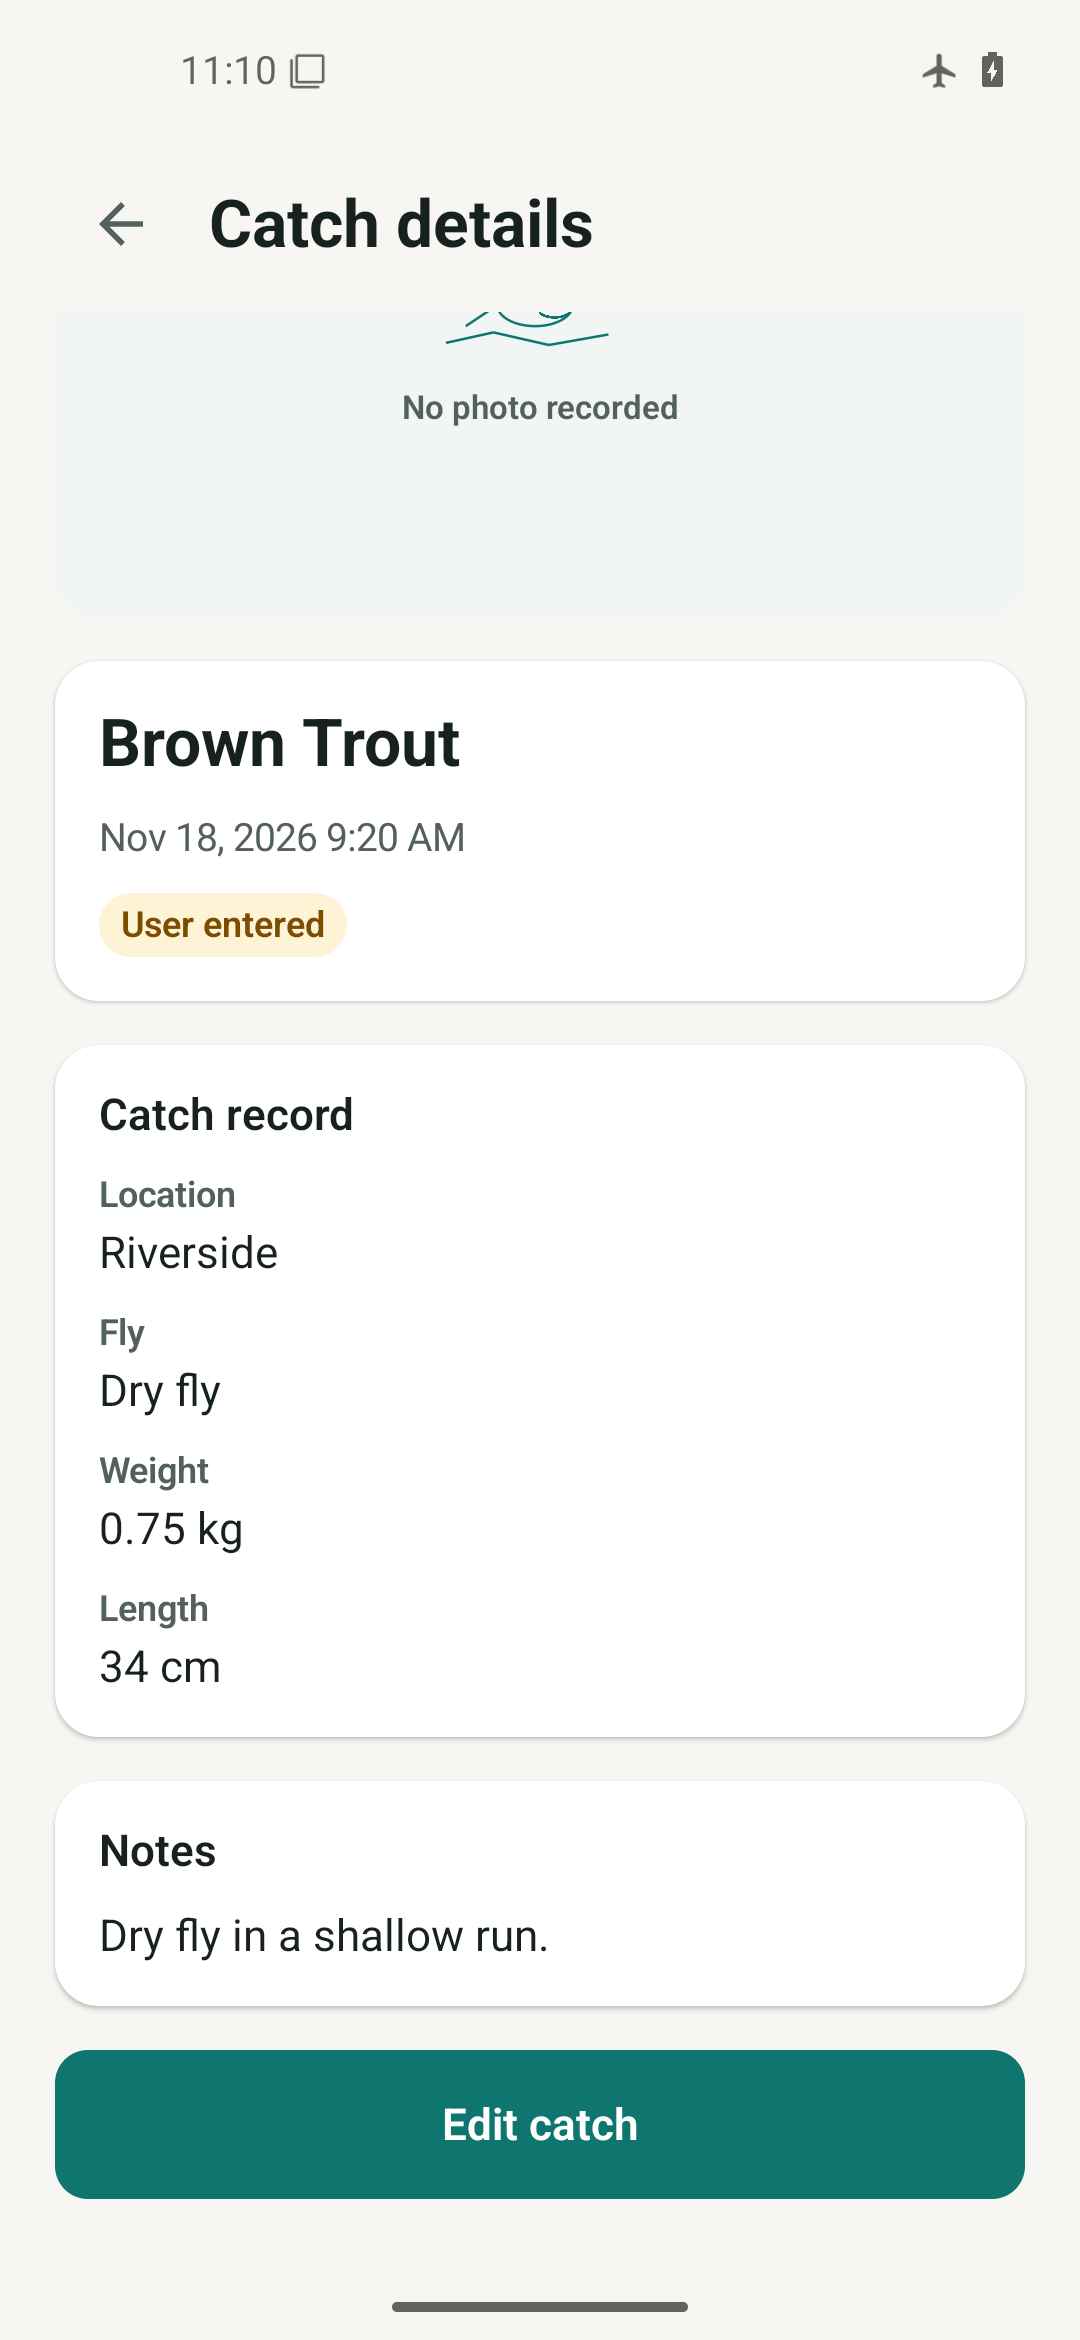 11:10
Catch details
No photo recorded
Brown Trout
Nov 18, 2026 9:20 AM
User entered
Catch record
Location
Riverside
Fly
Dry fly
Weight
0.75 kg
Length
34 cm
Notes
Dry fly in a shallow run.
Edit catch